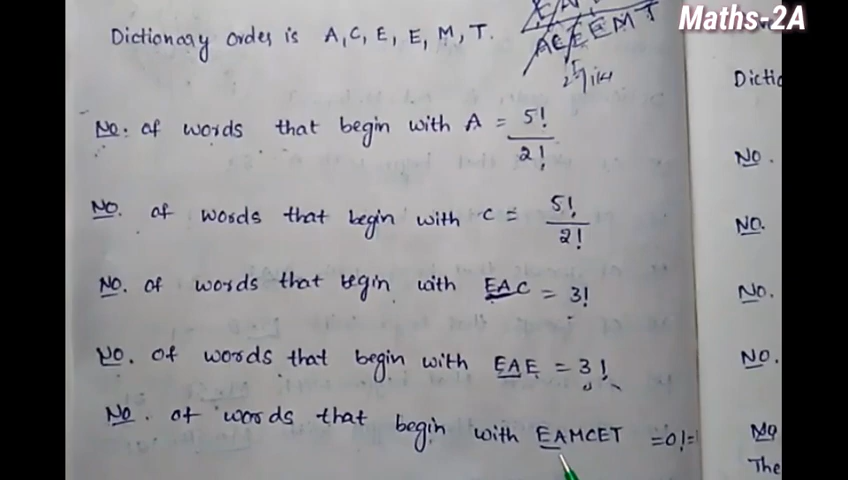 Maths-2A
Dictionary order is A, C, E, E, M, T.
A C E E M T
No. of words that begin with A = 5!/2!
No. of words that begin with C = 5!/2!
No. of words that begin with EAC = 3!
No. of words that begin with EAE = 3!
No. of words that begin with EAMCET = 0! =
Dictio
No.
No.
No.
No.
No
The